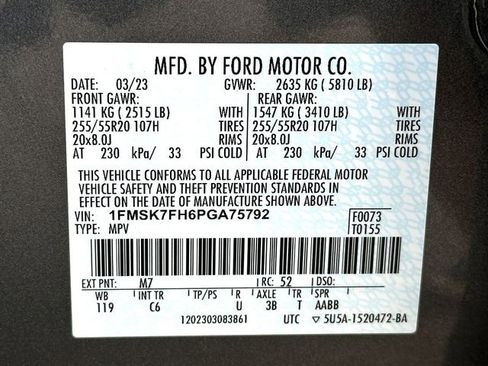 MFD. BY FORD MOTOR CO.
DATE: 03/23 GVWR: 2635 KG ( 5810 LB)
FRONT GAWR: REAR GAWR:
1141 KG ( 2515 LB) WITH 1547 KG ( 3410 LB) WITH
255/55R20 107H TIRES 255/55R20 107H TIRES
20x8.0J RIMS 20x8.0J RIMS
AT 230 kPa/ 33 PSI COLD AT 230 kPa/ 33 PSI COLD
THIS VEHICLE CONFORMS TO ALL APPLICABLE FEDERAL MOTOR
VEHICLE SAFETY AND THEFT PREVENTION STANDARDS IN
EFFECT ON THE DATE OF MANUFACTURE SHOWN ABOVE.
VIN: 1FMSK7FH6PGA75792 F0073
TYPE: MPV T0155
EXT PNT: M7 RC: 52 DSO:
WB INT TR TP/PS R AXLE TR SPR
119 C6 U 3B T AABB
1202303083861 UTC ▽ 5U5A-1520472-BA